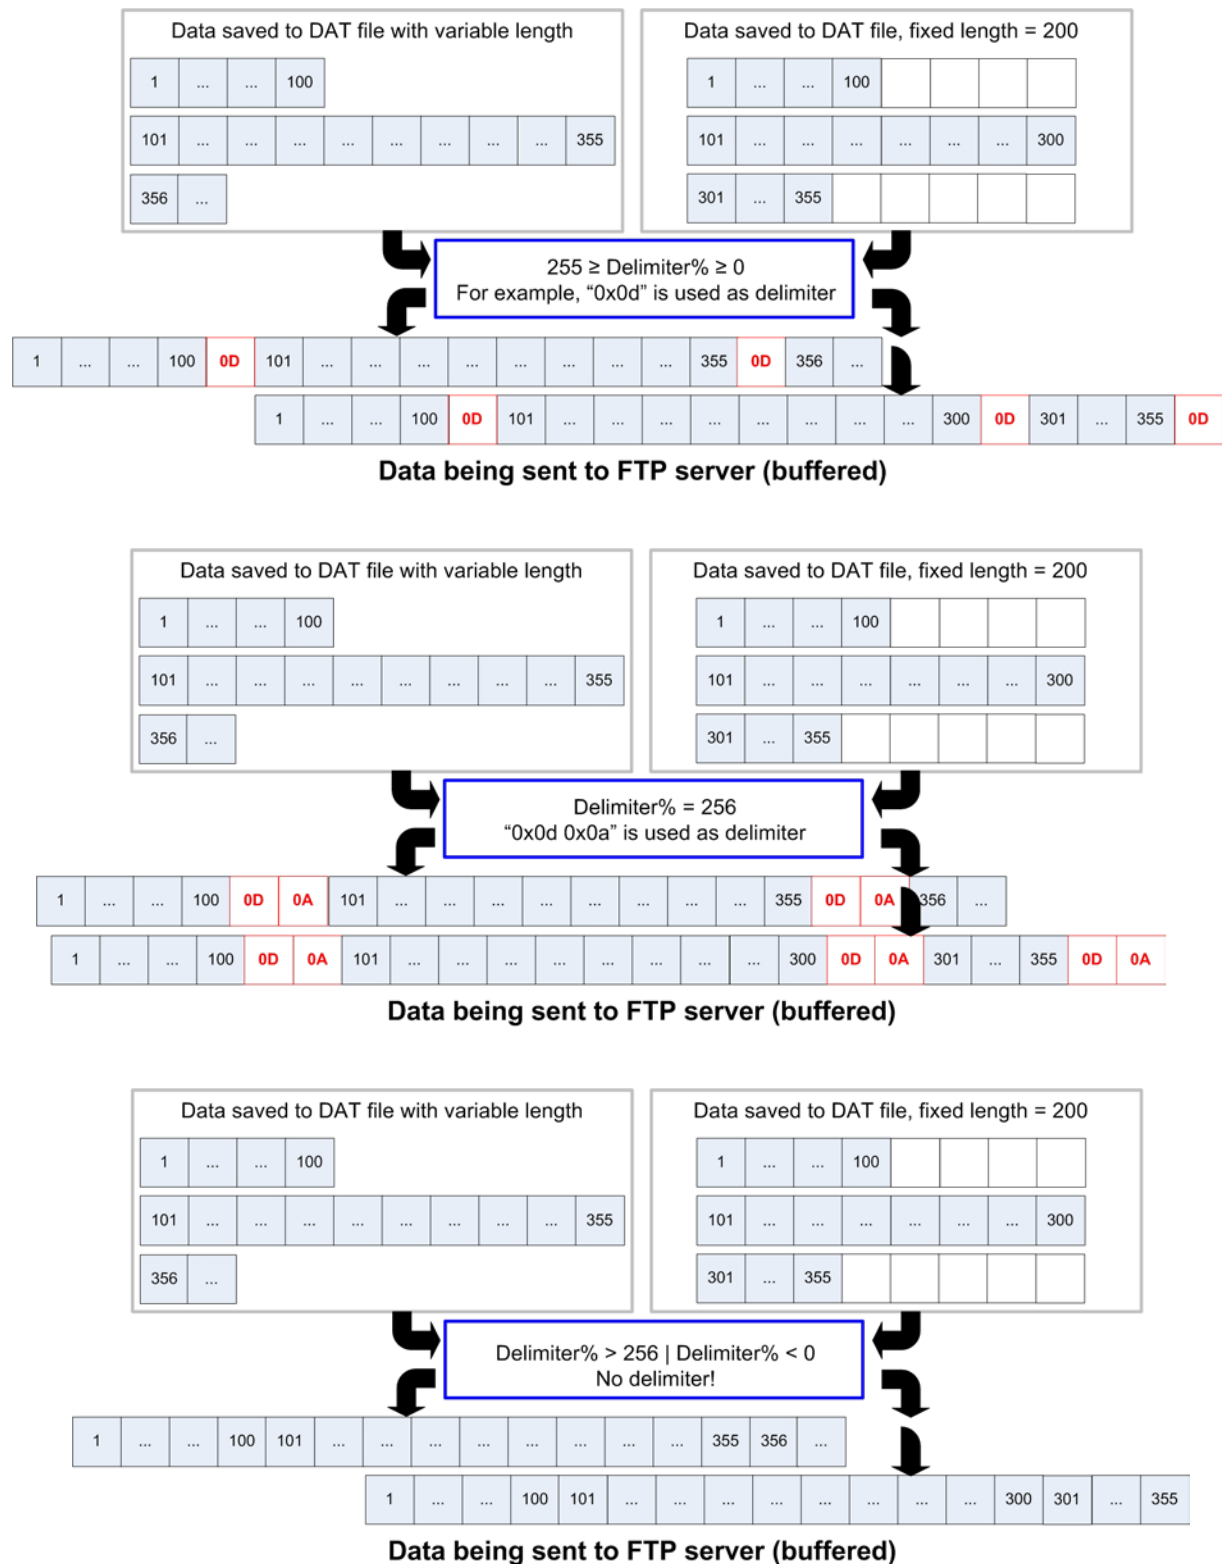 Data saved to DAT file with variable length
1 ... ... 100
101 ... ... ... ... ... ... ... ... 355
356 ...
Data saved to DAT file, fixed length = 200
1 ... ... 100
101 ... ... ... ... ... ... 300
301 ... 355
255 ≥ Delimiter% ≥ 0
For example, “0x0d” is used as delimiter
1 ... ... 100 0D 101 ... ... ... ... ... ... ... ... 355 0D 356 ...
1 ... ... 100 0D 101 ... ... ... ... ... ... ... ... 300 0D 301 ... 355 0D
Data being sent to FTP server (buffered)
Data saved to DAT file with variable length
1 ... ... 100
101 ... ... ... ... ... ... ... ... 355
356 ...
Data saved to DAT file, fixed length = 200
1 ... ... 100
101 ... ... ... ... ... ... 300
301 ... 355
Delimiter% = 256
“0x0d 0x0a” is used as delimiter
1 ... ... 100 0D 0A 101 ... ... ... ... ... ... ... ... 355 0D 0A 356 ...
1 ... ... 100 0D 0A 101 ... ... ... ... ... ... ... ... 300 0D 0A 301 ... 355 0D 0A
Data being sent to FTP server (buffered)
Data saved to DAT file with variable length
1 ... ... 100
101 ... ... ... ... ... ... ... ... 355
356 ...
Data saved to DAT file, fixed length = 200
1 ... ... 100
101 ... ... ... ... ... ... 300
301 ... 355
Delimiter% > 256 | Delimiter% < 0
No delimiter!
1 ... ... 100 101 ... ... ... ... ... ... ... ... 355 356 ...
1 ... ... 100 101 ... ... ... ... ... ... ... ... 300 301 ... 355
Data being sent to FTP server (buffered)